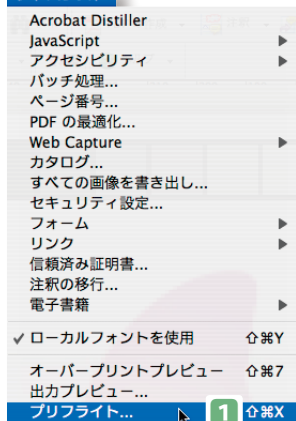 Acrobat Distiller
JavaScript
アクセシビリティ
バッチ処理...
ページ番号...
PDF の最適化...
Web Capture
カタログ...
すべての画像を書き出し...
セキュリティ設定...
フォーム
リンク
信頼済み証明書...
注釈の移行...
電子書籍
✓ ローカルフォントを使用 ⇧⌘Y
オーバープリントプレビュー ⇧⌘7
出力プレビュー...
プリフライト... 1 ⇧⌘X